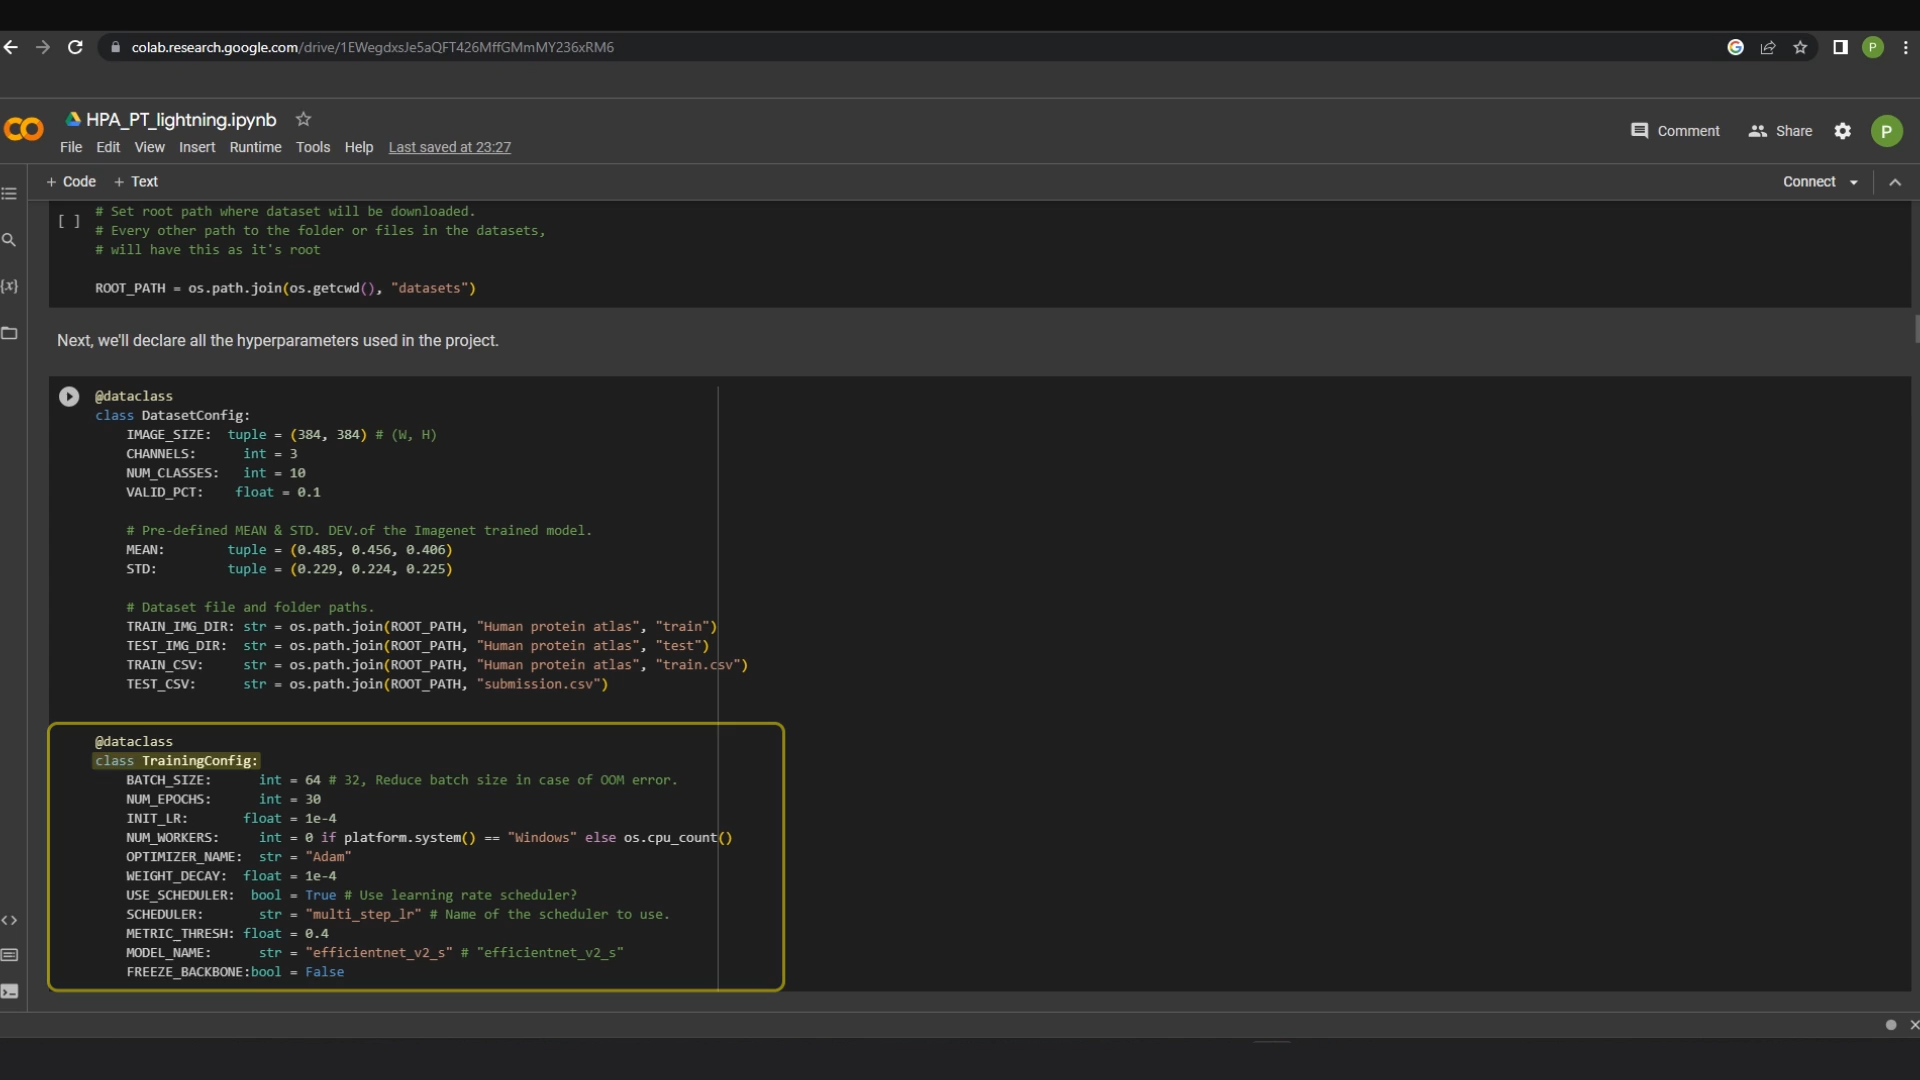 colab.research.google.com/drive/1EWegdxsJe5aQFT426MffGMmMY236xRM6
P
HPA_PT_lightning.ipynb
Comment
Share
P
File Edit View Insert Runtime Tools Help Last saved at 23:27
+ Code + Text
Connect
[ ]
# Set root path where dataset will be downloaded.
# Every other path to the folder or files in the datasets,
# will have this as it's root
ROOT_PATH = os.path.join(os.getcwd(), "datasets")
{x}
Next, we'll declare all the hyperparameters used in the project.
@dataclass
class DatasetConfig:
IMAGE_SIZE: tuple = (384, 384) # (W, H)
CHANNELS: int = 3
NUM_CLASSES: int = 10
VALID_PCT: float = 0.1
# Pre-defined MEAN & STD. DEV.of the Imagenet trained model.
MEAN: tuple = (0.485, 0.456, 0.406)
STD: tuple = (0.229, 0.224, 0.225)
# Dataset file and folder paths.
TRAIN_IMG_DIR: str = os.path.join(ROOT_PATH, "Human protein atlas", "train")
TEST_IMG_DIR: str = os.path.join(ROOT_PATH, "Human protein atlas", "test")
TRAIN_CSV: str = os.path.join(ROOT_PATH, "Human protein atlas", "train.csv")
TEST_CSV: str = os.path.join(ROOT_PATH, "submission.csv")
@dataclass
class TrainingConfig:
BATCH_SIZE: int = 64 # 32, Reduce batch size in case of OOM error.
NUM_EPOCHS: int = 30
INIT_LR: float = 1e-4
NUM_WORKERS: int = 0 if platform.system() == "Windows" else os.cpu_count()
OPTIMIZER_NAME: str = "Adam"
WEIGHT_DECAY: float = 1e-4
USE_SCHEDULER: bool = True # Use learning rate scheduler?
SCHEDULER: str = "multi_step_lr" # Name of the scheduler to use.
METRIC_THRESH: float = 0.4
MODEL_NAME: str = "efficientnet_v2_s" # "efficientnet_v2_s"
FREEZE_BACKBONE:bool = False